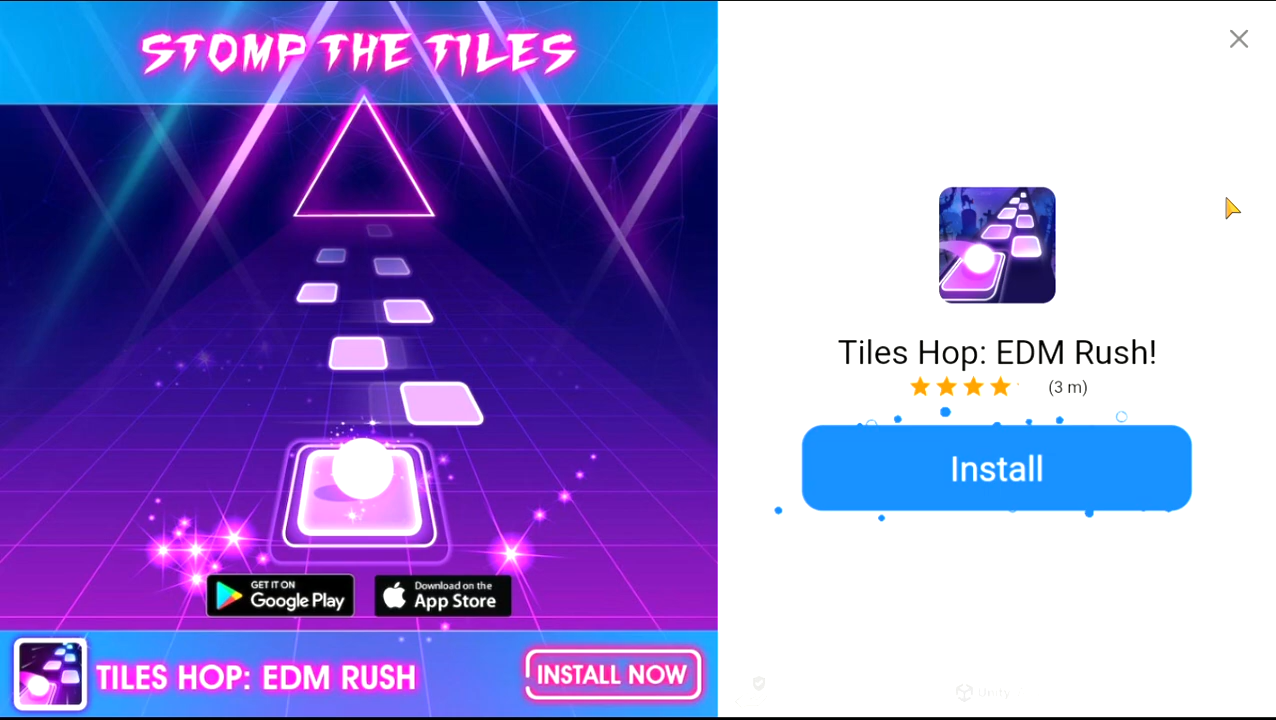 STOMP THE TILES
GET IT ON
Google Play
Download on the
App Store
TILES HOP: EDM RUSH
INSTALL NOW
Tiles Hop: EDM Rush!
(3 m)
Install
Unity